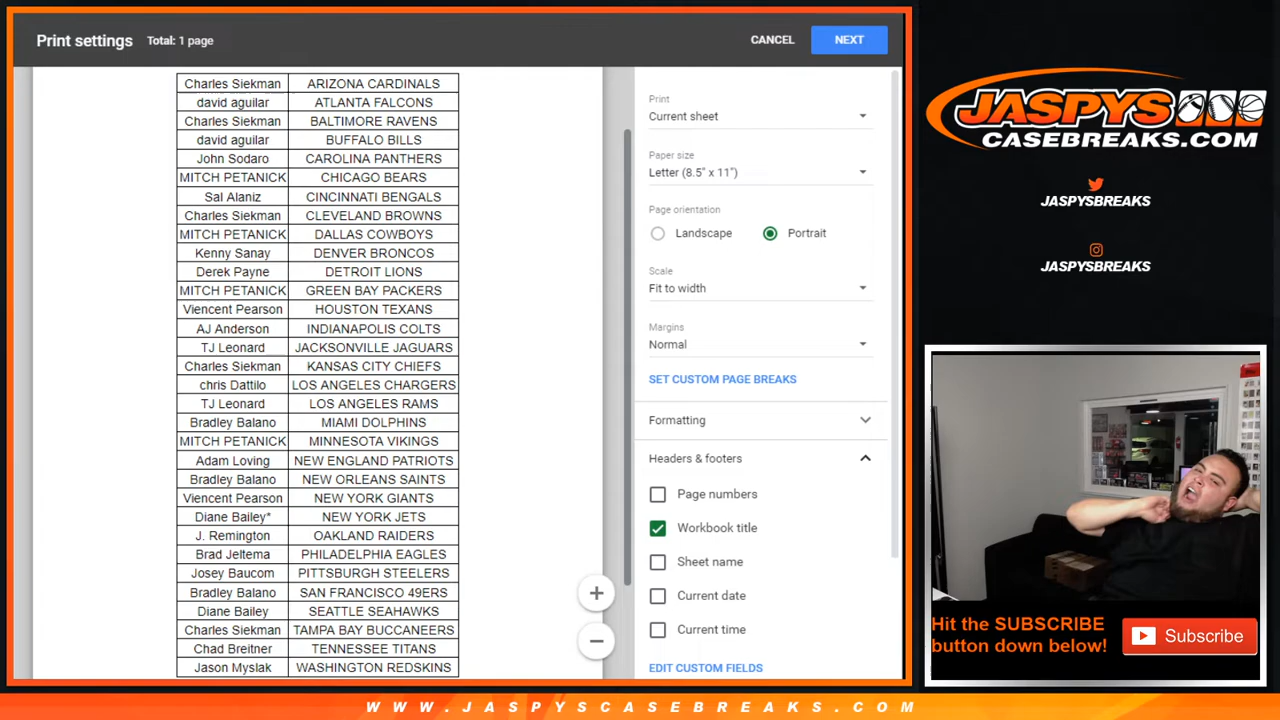 Print settings Total: 1 page CANCEL NEXT
Charles Siekman ARIZONA CARDINALS
david aguilar ATLANTA FALCONS
Charles Siekman BALTIMORE RAVENS
david aguilar BUFFALO BILLS
John Sodaro CAROLINA PANTHERS
MITCH PETANICK CHICAGO BEARS
Sal Alaniz CINCINNATI BENGALS
Charles Siekman CLEVELAND BROWNS
MITCH PETANICK DALLAS COWBOYS
Kenny Sanay DENVER BRONCOS
Derek Payne DETROIT LIONS
MITCH PETANICK GREEN BAY PACKERS
Viencent Pearson HOUSTON TEXANS
AJ Anderson INDIANAPOLIS COLTS
TJ Leonard JACKSONVILLE JAGUARS
Charles Siekman KANSAS CITY CHIEFS
chris Dattilo LOS ANGELES CHARGERS
TJ Leonard LOS ANGELES RAMS
Bradley Balano MIAMI DOLPHINS
MITCH PETANICK MINNESOTA VIKINGS
Adam Loving NEW ENGLAND PATRIOTS
Bradley Balano NEW ORLEANS SAINTS
Viencent Pearson NEW YORK GIANTS
Diane Bailey* NEW YORK JETS
J. Remington OAKLAND RAIDERS
Brad Jeltema PHILADELPHIA EAGLES
Josey Baucom PITTSBURGH STEELERS
Bradley Balano SAN FRANCISCO 49ERS
Diane Bailey SEATTLE SEAHAWKS
Charles Siekman TAMPA BAY BUCCANEERS
Chad Breitner TENNESSEE TITANS
Jason Myslak WASHINGTON REDSKINS
Print
Current sheet
Paper size
Letter (8.5" x 11")
Page orientation
Landscape Portrait
Scale
Fit to width
Margins
Normal
SET CUSTOM PAGE BREAKS
Formatting
Headers & footers
Page numbers
Workbook title
Sheet name
Current date
Current time
EDIT CUSTOM FIELDS
JASPYS
CASEBREAKS.COM
JASPYSBREAKS
JASPYSBREAKS
Hit the SUBSCRIBE
button down below!
Subscribe
WWW.JASPYSCASEBREAKS.COM